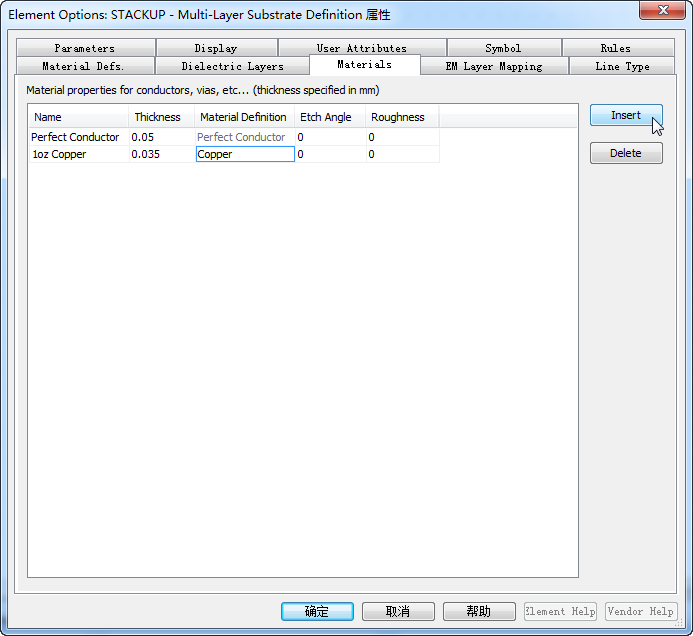 Element Options: STACKUP - Multi-Layer Substrate Definition 属性
Parameters Display User Attributes Symbol Rules
Material Defs. Dielectric Layers Materials EM Layer Mapping Line Type
Material properties for conductors, vias, etc... (thickness specified in mm)
Name Thickness Material Definition Etch Angle Roughness
Perfect Conductor 0.05 Perfect Conductor 0 0
1oz Copper 0.035 Copper 0 0
Insert
Delete
确定 取消 帮助 Element Help Vendor Help